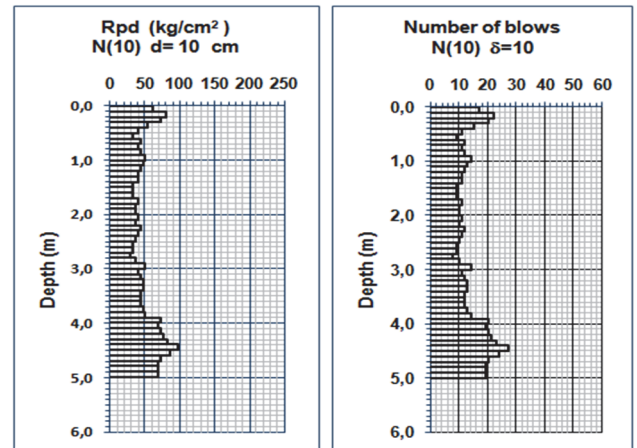 Rpd (kg/cm² )
N(10) d= 10 cm
0 50 100 150 200 250
0,0
1,0
2,0
3,0
4,0
5,0
6,0
Depth (m)
Number of blows
N(10) δ=10
0 10 20 30 40 50 60
0,0
1,0
2,0
3,0
4,0
5,0
6,0
Depth (m)